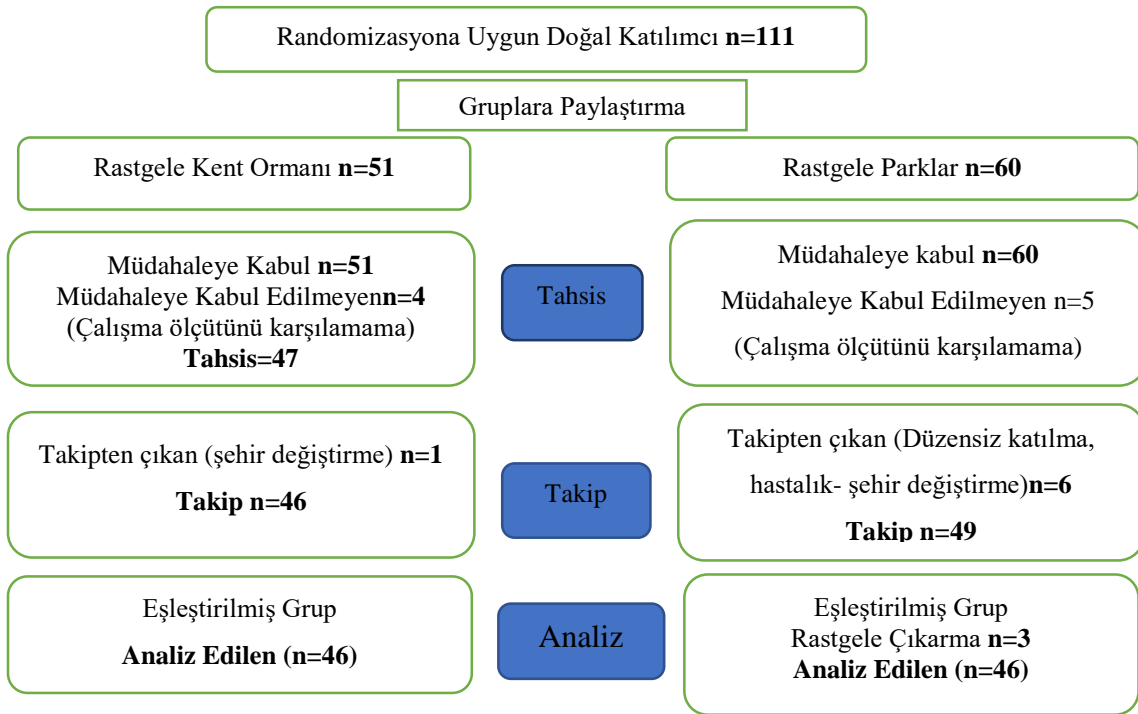 Randomizasyona Uygun Doğal Katılımcı n=111
Gruplara Paylaştırma
Rastgele Kent Ormanı n=51
Rastgele Parklar n=60
Müdahaleye Kabul n=51
Müdahaleye Kabul Edilmeyenn=4
(Çalışma ölçütünü karşılamama)
Tahsis=47
Tahsis
Müdahaleye kabul n=60
Müdahaleye Kabul Edilmeyen n=5
(Çalışma ölçütünü karşılamama)
Takipten çıkan (şehir değiştirme) n=1
Takip n=46
Takip
Takipten çıkan (Düzensiz katılma,
hastalık- şehir değiştirme)n=6
Takip n=49
Eşleştirilmiş Grup
Analiz Edilen (n=46)
Analiz
Eşleştirilmiş Grup
Rastgele Çıkarma n=3
Analiz Edilen (n=46)